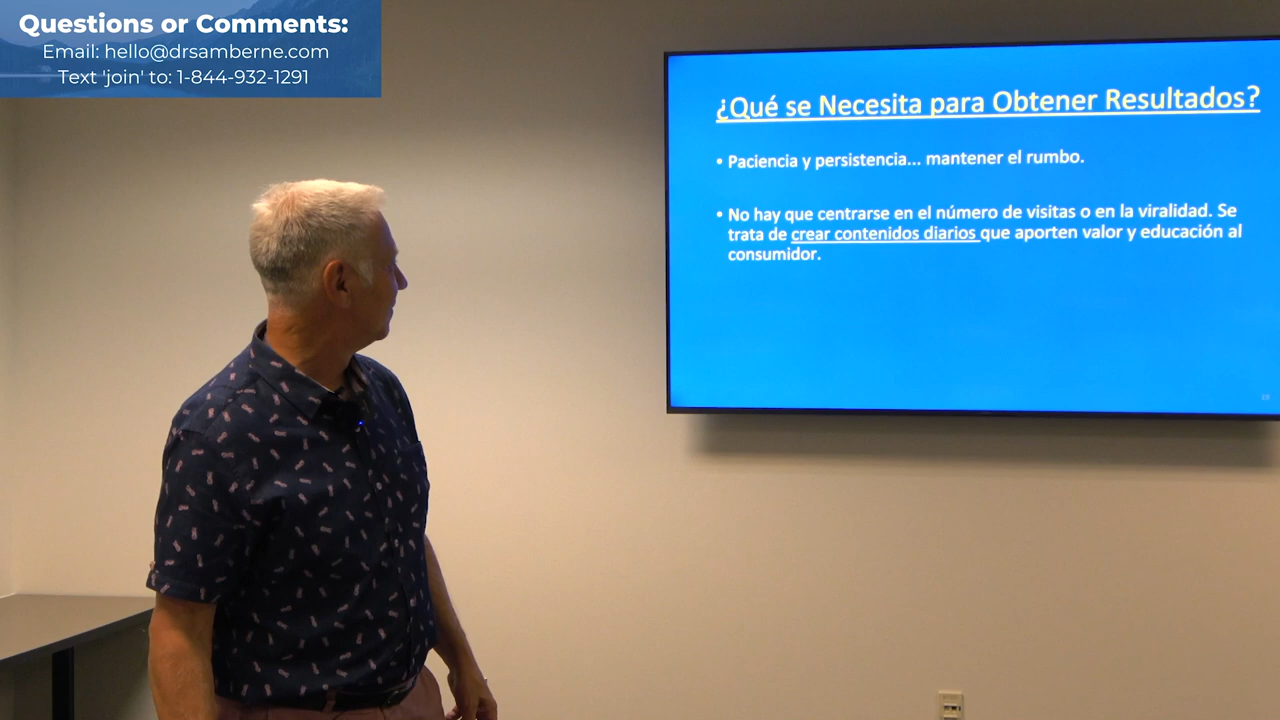 Questions or Comments:
Email: hello@drsamberne.com
Text 'join' to: 1-844-932-1291
¿Qué se Necesita para Obtener Resultados?
• Paciencia y persistencia... mantener el rumbo.
• No hay que centrarse en el número de visitas o en la viralidad. Se
trata de crear contenidos diarios que aporten valor y educación al
consumidor.